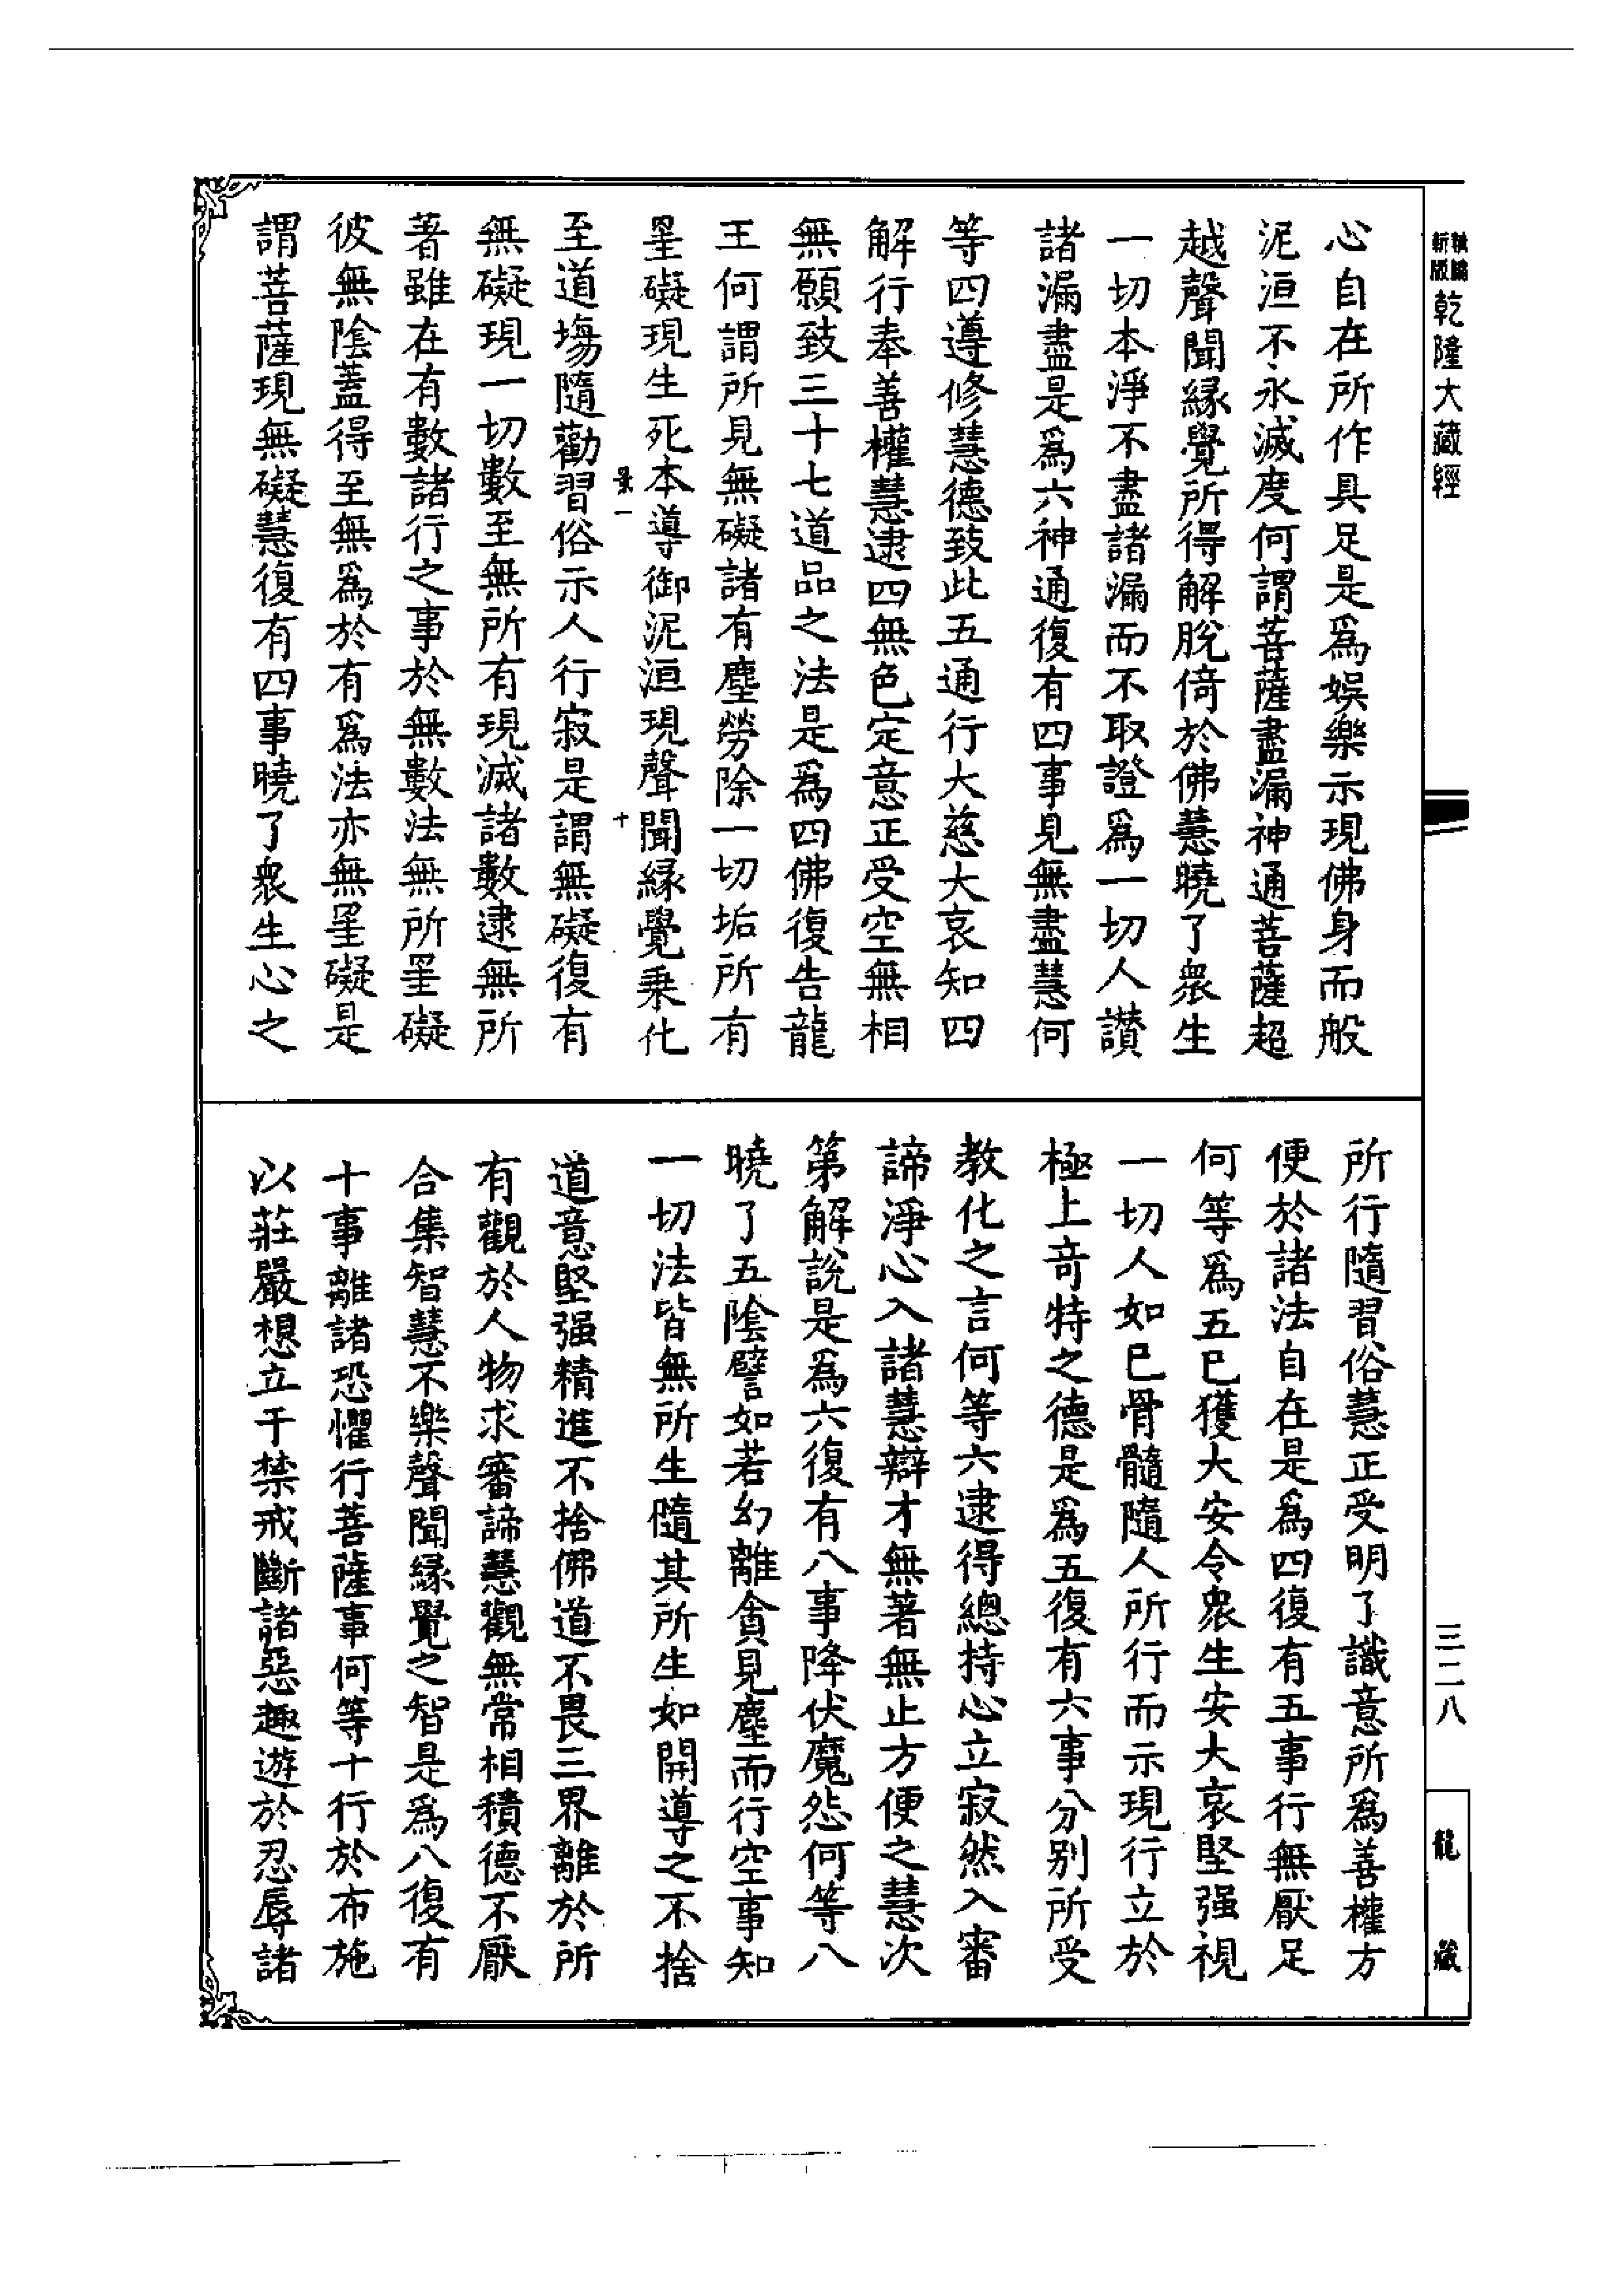 新版
乾隆大藏經
心自在所作具足是爲娛樂示現佛身而般
泥洹不永滅度何謂菩薩盡漏神通菩薩超
越聲聞緣覺所得解脫倚於佛慧曉了衆生
一切本淨不盡諸漏而不取證爲一切人讃
諸漏盡是爲六神通復有四事見無盡慧何
等四遵修慧德致此五通行大慈大哀知四
解行奉善權慧逮四無色定意正受空無相
無願致三十七道品之法是爲四佛復告龍
王何謂所見無礙諸有塵勞除一切垢所有
罣礙現生死本導御泥洹現聲聞緣覺乘化
十
至道場隨勸習俗示人行寂是謂無礙復有
無礙現一切數至無所有現滅諸數逮無所
著雖在有數諸行之事於無數法無所罣礙
彼無陰蓋得至無爲於有爲法亦無罣礙是
謂菩薩現無礙慧復有四事曉了衆生心之
所行隨習俗慧正受明了識意所爲善權方
便於諸法自在是爲四復有五事行無厭足
何等爲五已獲大安令衆生安大哀堅强視
一切人如已骨髓隨人所行而示現行立於
極上奇特之德是爲五復有六事分别所受
教化之言何等六逮得總持心立寂然入審
諦淨心入諸慧辯才無著無止方便之慧次
第解說是爲六復有八事降伏魔怨何等八
曉了五陰譬如若幻離貪見塵而行空事知
一切法皆無所生隨其所生如開導之不捨
道意堅强精進不捨佛道不畏三界離於所
有觀於人物求審諦慧觀無常相積德不厭
合集智慧不樂聲聞緣覺之智是爲八復有
十事離諸恐懼行菩薩事何等十行於布施
以莊嚴想立于禁戒斷諸惡趣遊於忍辱諸
三二八
龍藏